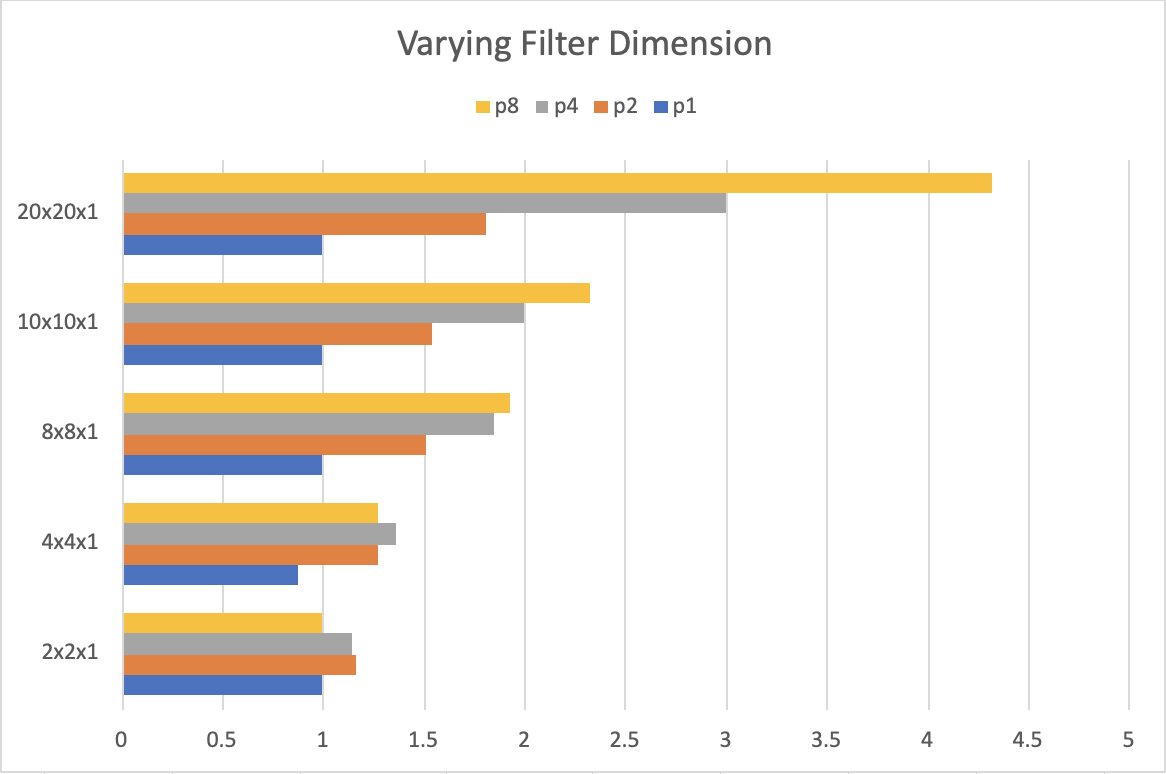 Varying Filter Dimension
p8 p4 p2 p1
20x20x1
10x10x1
8x8x1
4x4x1
2x2x1
0 0.5 1 1.5 2 2.5 3 3.5 4 4.5 5